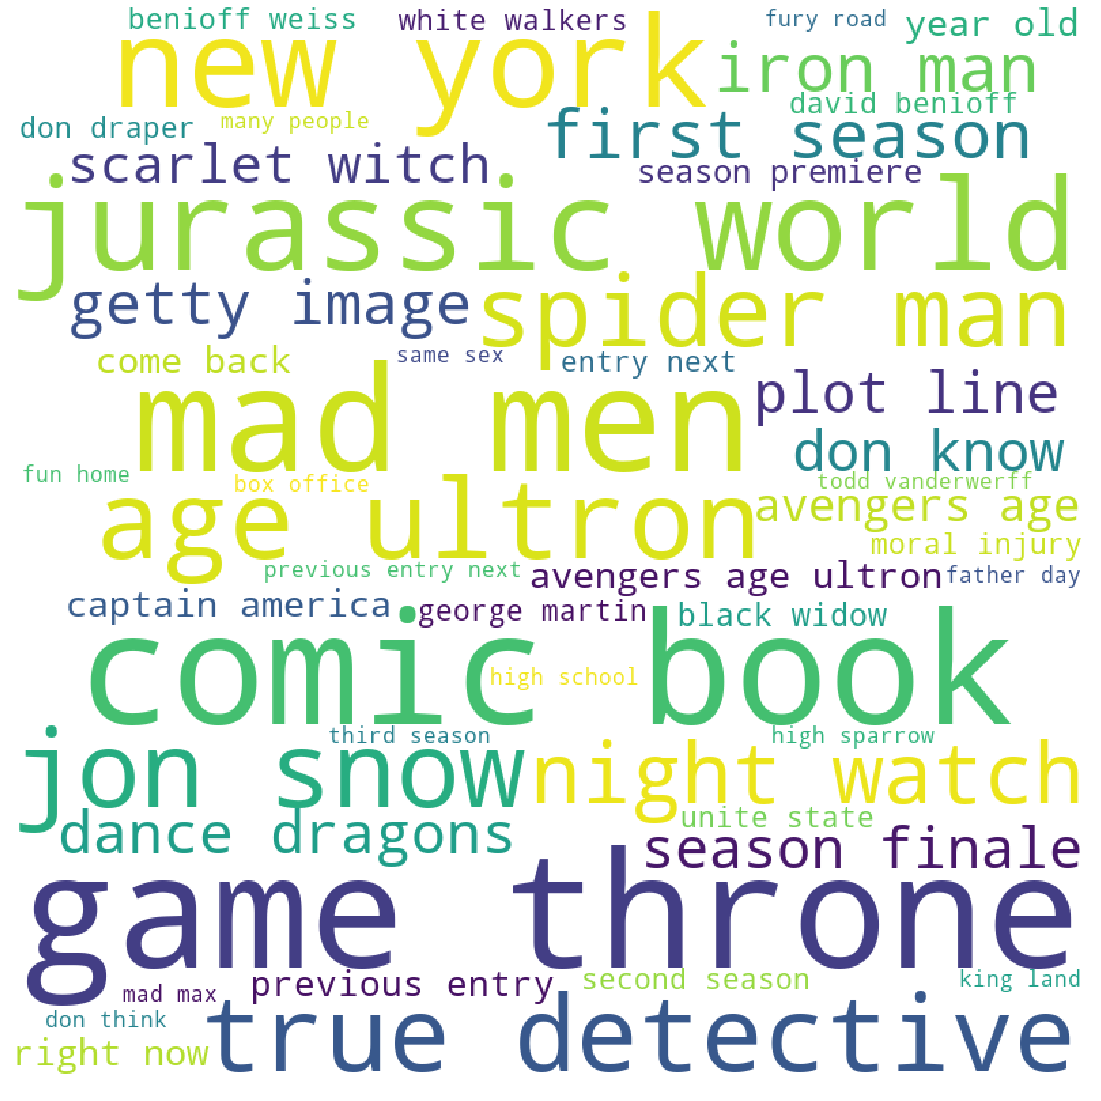 benioff weiss white walkers fury road year old
new york iron man
david benioff
don draper many people first season
scarlet witch season premiere
jurassic world
getty image spider man
come back same sex entry next
mad men plot line
don know
fun home box office todd vanderwerff
age ultron avengers age
moral injury
previous entry next avengers age ultron father day
captain america george martin black widow
comic book
high school
third season high sparrow
jon snow night watch
dance dragons unite state
season finale
game throne
mad max previous entry second season king land
don think true detective
right now